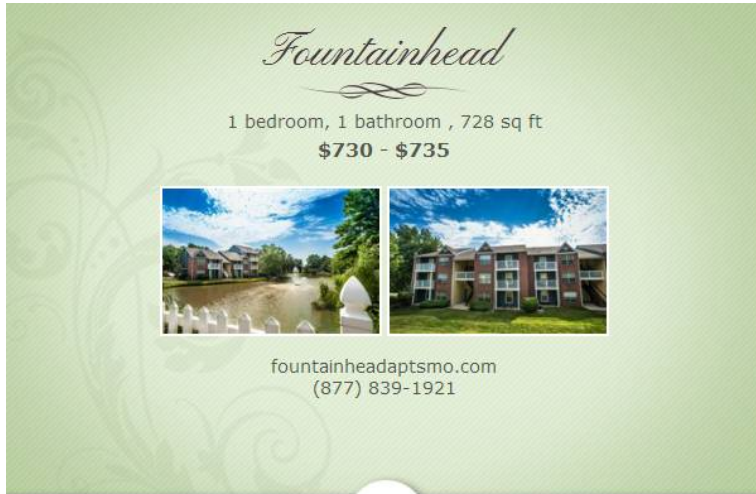 Fountainhead
1 bedroom, 1 bathroom , 728 sq ft
$730 - $735
fountainheadaptsmo.com
(877) 839-1921